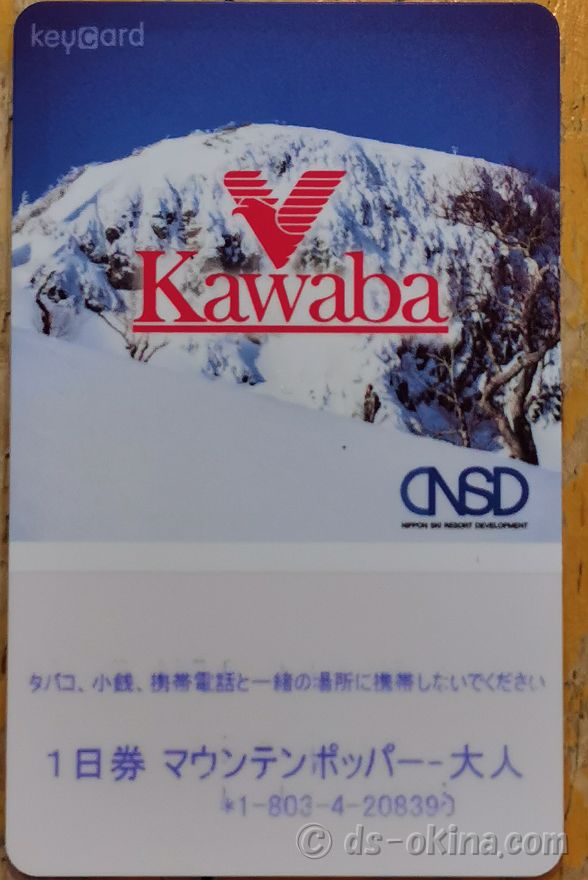 keycard
Kawaba
NSD
NIPPON SKI RESORT DEVELOPMENT
タバコ、小銭、携帯電話と一緒の場所に携帯しないでください
1日券 マウンテンポッパー-大人
*1-803-4-20839
© ds-okina.com